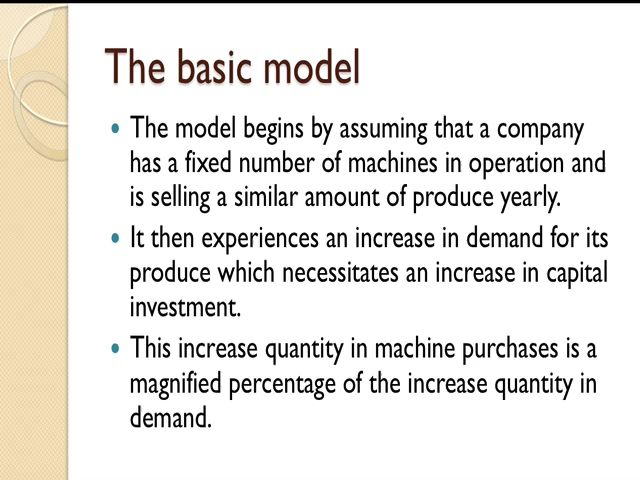 The basic model
• The model begins by assuming that a company
has a fixed number of machines in operation and
is selling a similar amount of produce yearly.
• It then experiences an increase in demand for its
produce which necessitates an increase in capital
investment.
• This increase quantity in machine purchases is a
magnified percentage of the increase quantity in
demand.